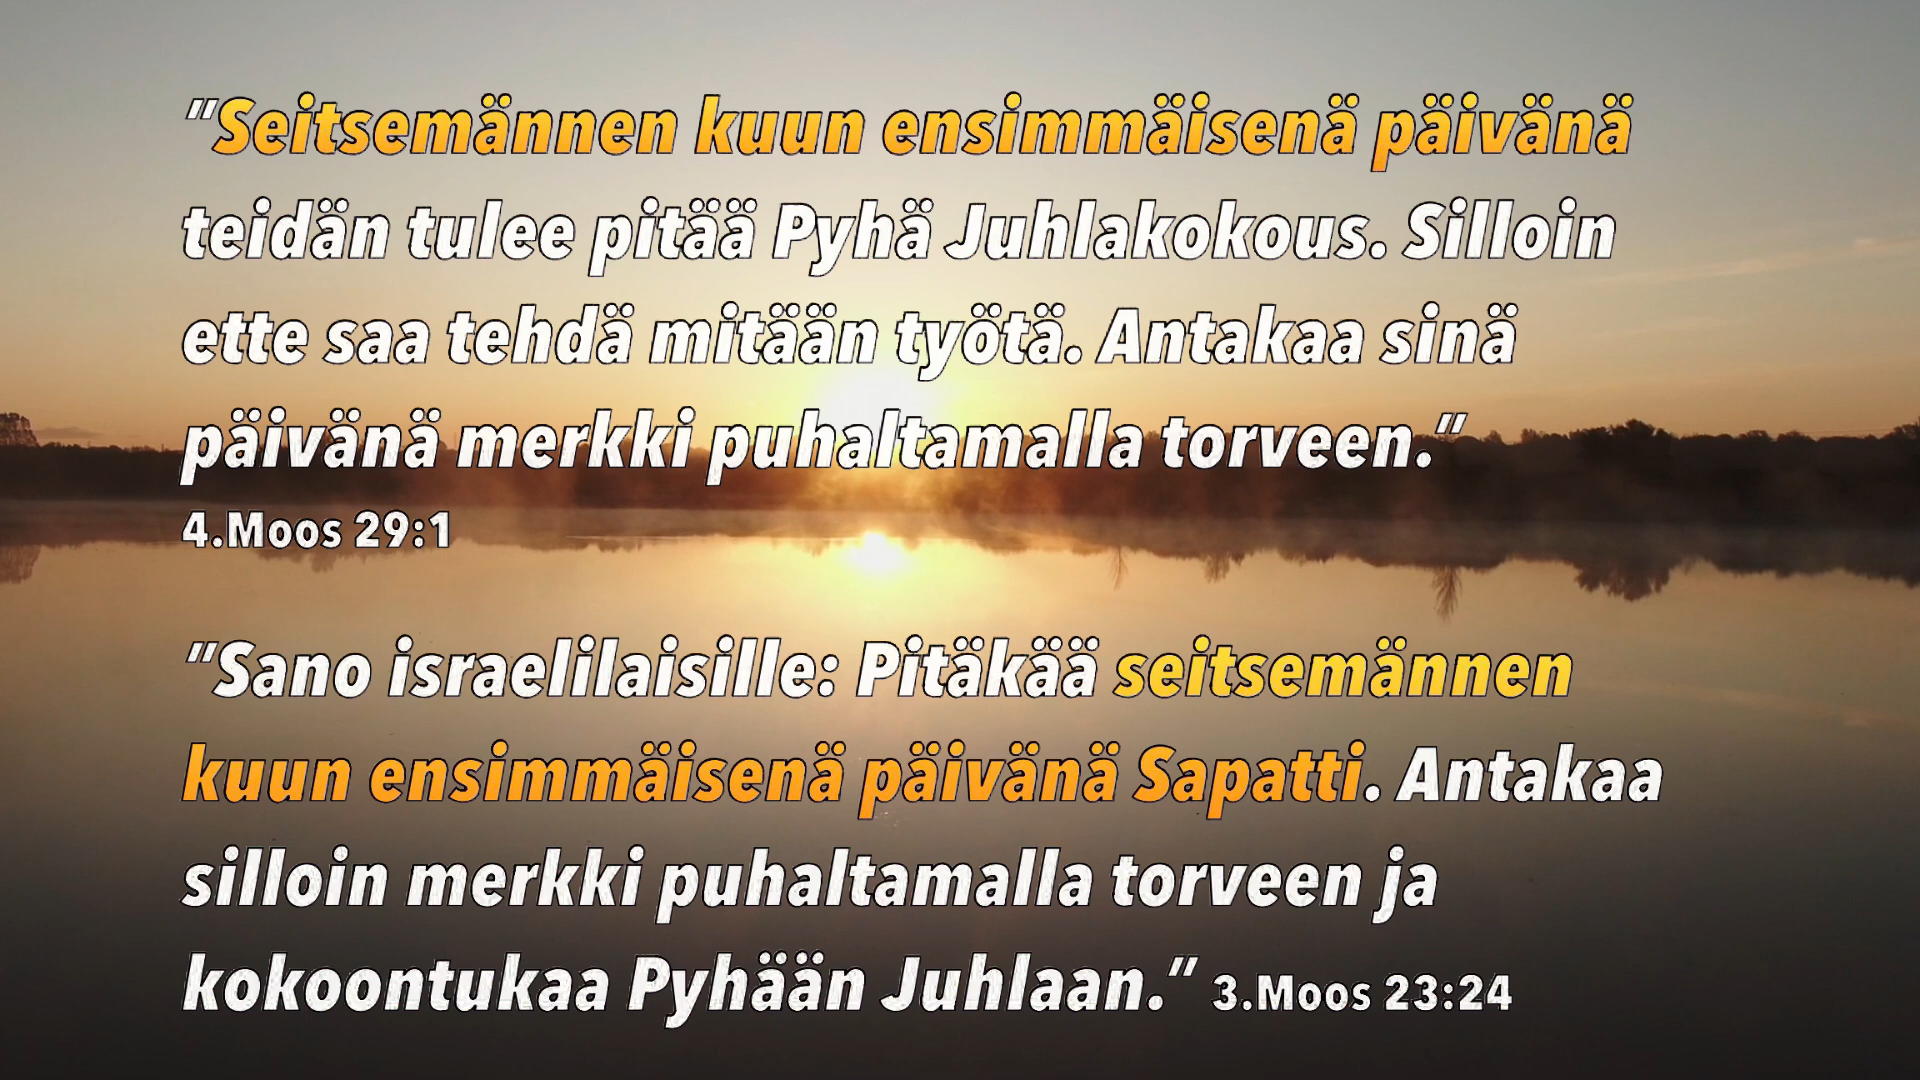 "Seitsemännen kuun ensimmäisenä päivänä
teidän tulee pitää Pyhä Juhlakokous. Silloin
ette saa tehdä mitään työtä. Antakaa sinä
päivänä merkki puhaltamalla torveen."
4.Moos 29:1
"Sano israelilaisille: Pitäkää seitsemännen
kuun ensimmäisenä päivänä Sapatti. Antakaa
silloin merkki puhaltamalla torveen ja
kokoontukaa Pyhään Juhlaan." 3.Moos 23:24